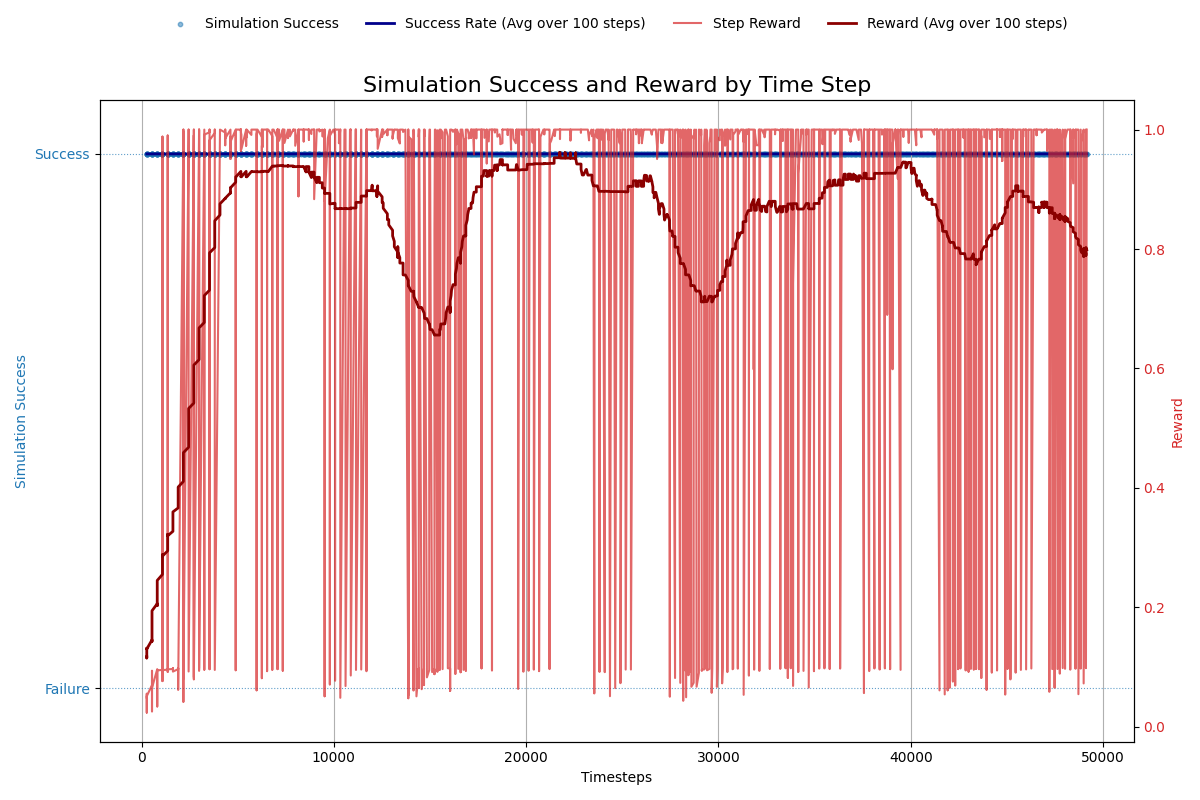 Simulation Success
Success Rate (Avg over 100 steps)
Step Reward
Reward (Avg over 100 steps)
Simulation Success and Reward by Time Step
Success
Failure
Simulation Success
1.0
0.8
0.6
0.4
0.2
0.0
Reward
0
10000
20000
30000
40000
50000
Timesteps